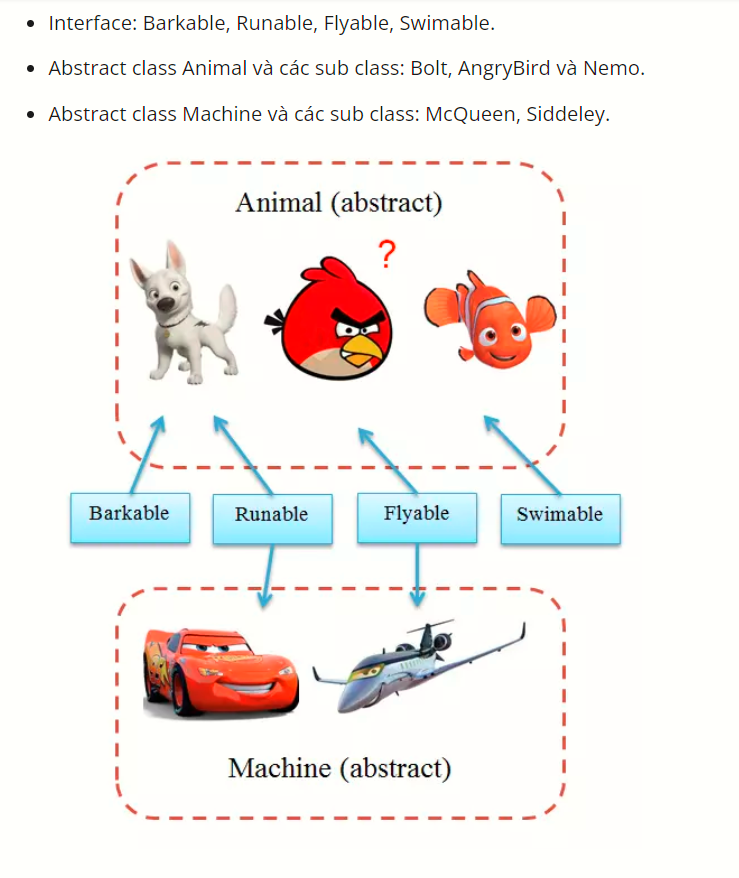 Interface: Barkable, Runable, Flyable, Swimable.
Abstract class Animal và các sub class: Bolt, AngryBird và Nemo.
Abstract class Machine và các sub class: McQueen, Siddeley.
Animal (abstract)
?
Barkable
Runable
Flyable
Swimable
Machine (abstract)